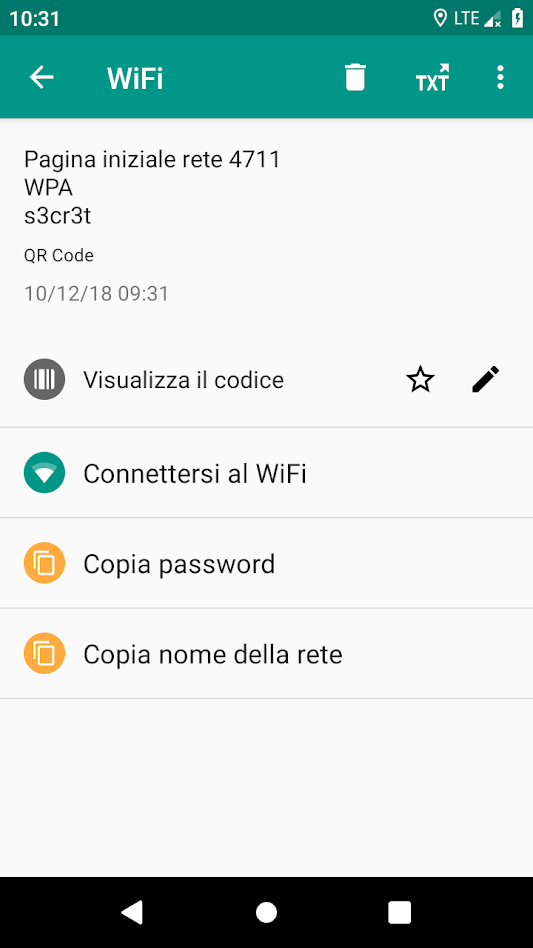 10:31
LTE
WiFi
TXT
Pagina iniziale rete 4711
WPA
s3cr3t
QR Code
10/12/18 09:31
Visualizza il codice
Connettersi al WiFi
Copia password
Copia nome della rete